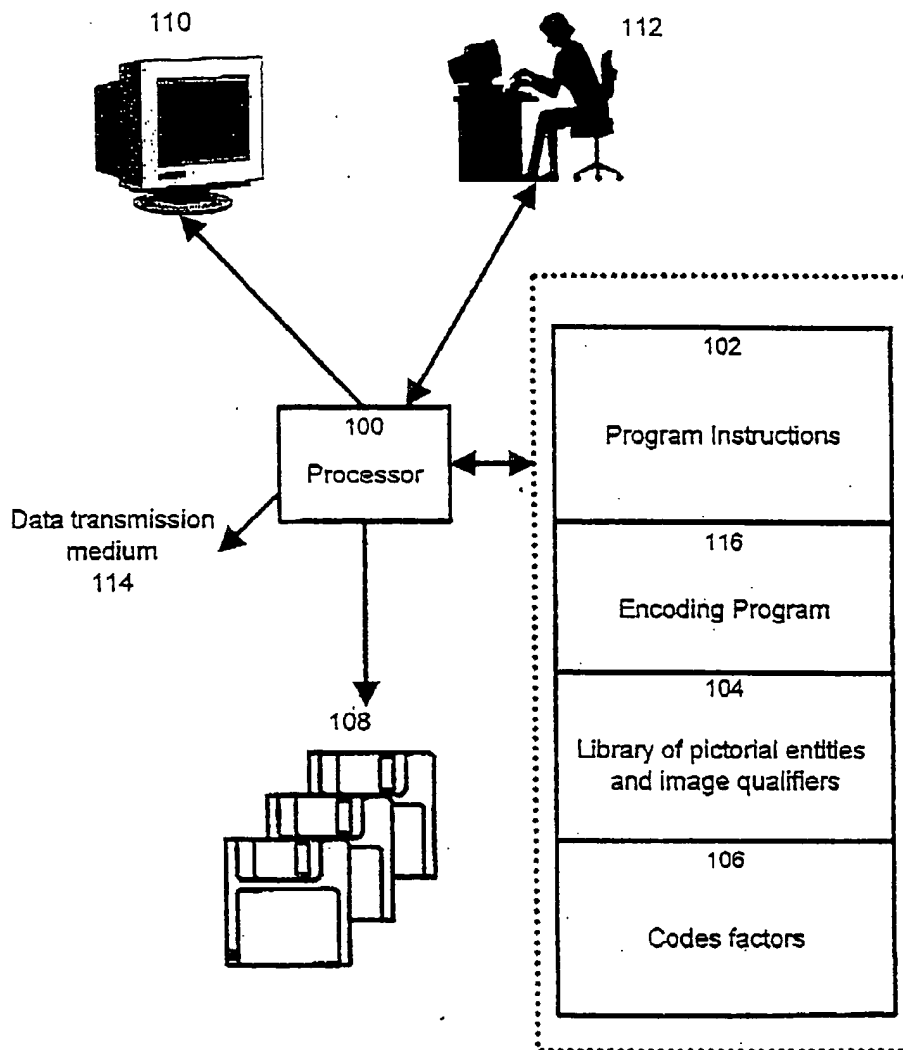 110
112
102
Program Instructions
100
Processor
Data transmission
medium
114
116
Encoding Program
104
Library of pictorial entities
and image qualifiers
108
106
Codes factors